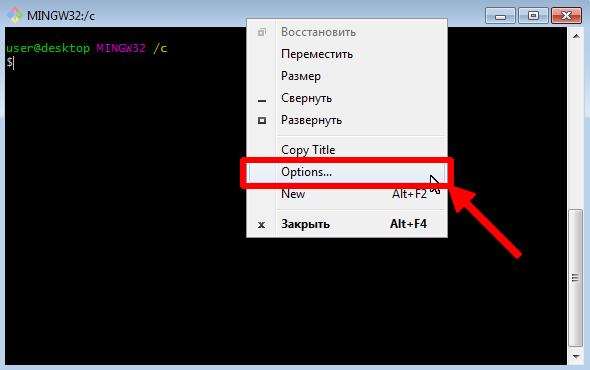 MINGW32:/c
user@desktop MINGW32 /c
$
Восстановить
Переместить
Размер
Свернуть
Развернуть
Copy Title
Options...
New Alt+F2
Закрыть Alt+F4